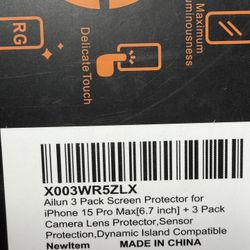 RG
Delicate Touch
Maximum
Luminousness
X003WR5ZLX
Ailun 3 Pack Screen Protector for
iPhone 15 Pro Max[6.7 inch] + 3 Pack
Camera Lens Protector,Sensor
Protection,Dynamic Island Compatible
NewItem MADE IN CHINA